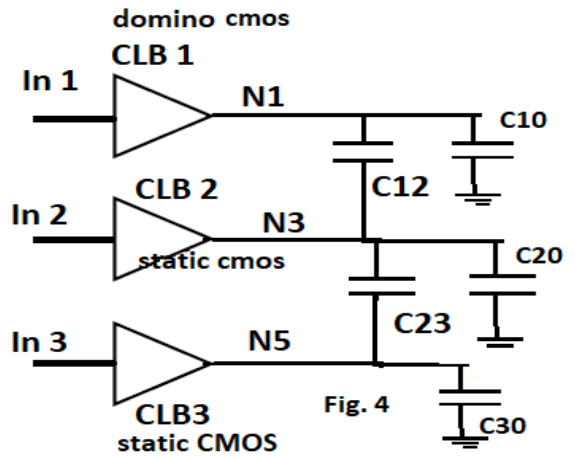 domino cmos
CLB 1
In 1
N1
C10
C12
CLB 2
In 2
N3
static cmos
C20
C23
In 3
N5
Fig. 4
CLB3
C30
static CMOS